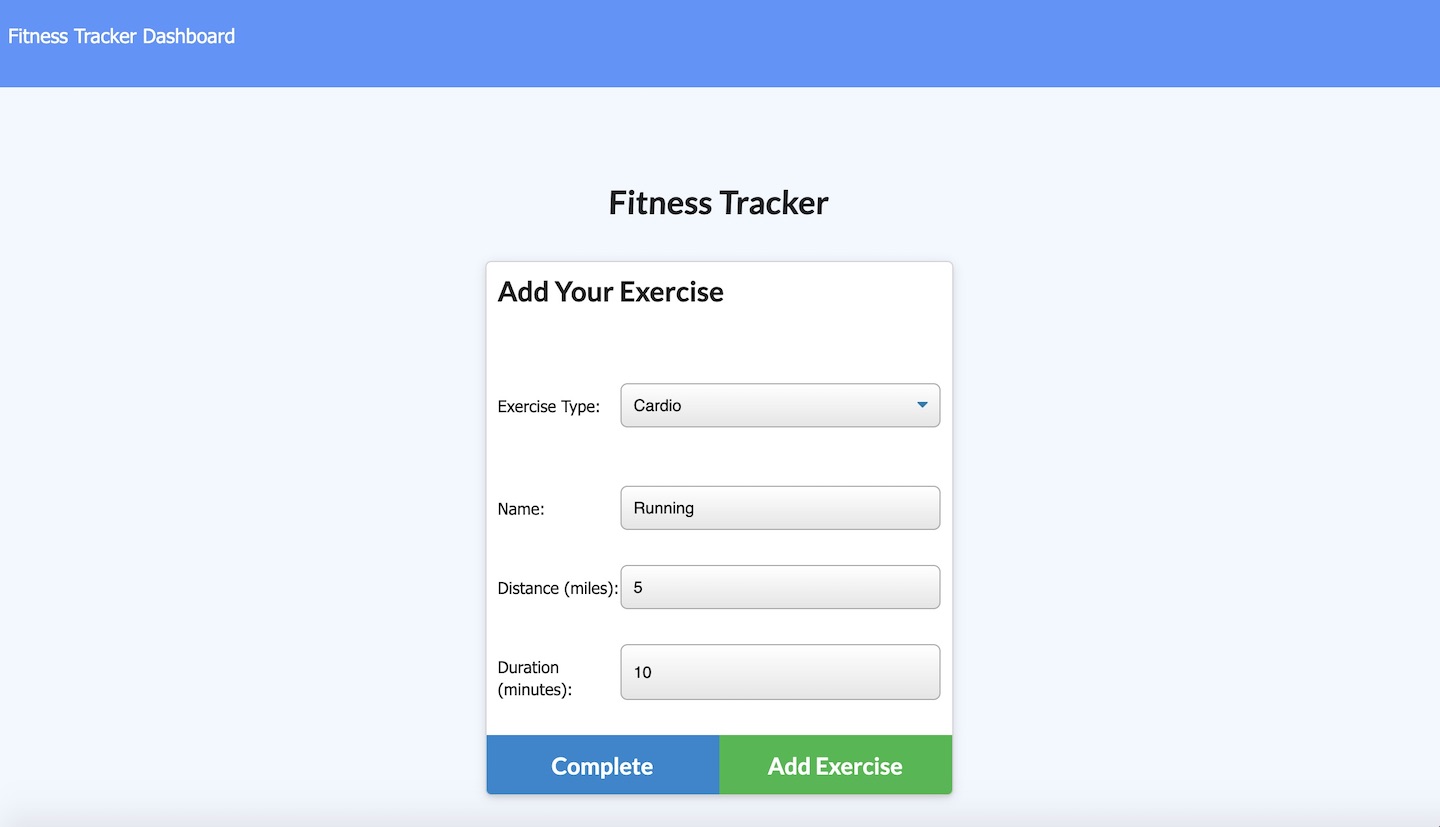 Fitness Tracker Dashboard
Fitness Tracker
Add Your Exercise
Exercise Type: Cardio
Name: Running
Distance (miles): 5
Duration
(minutes): 10
Complete Add Exercise